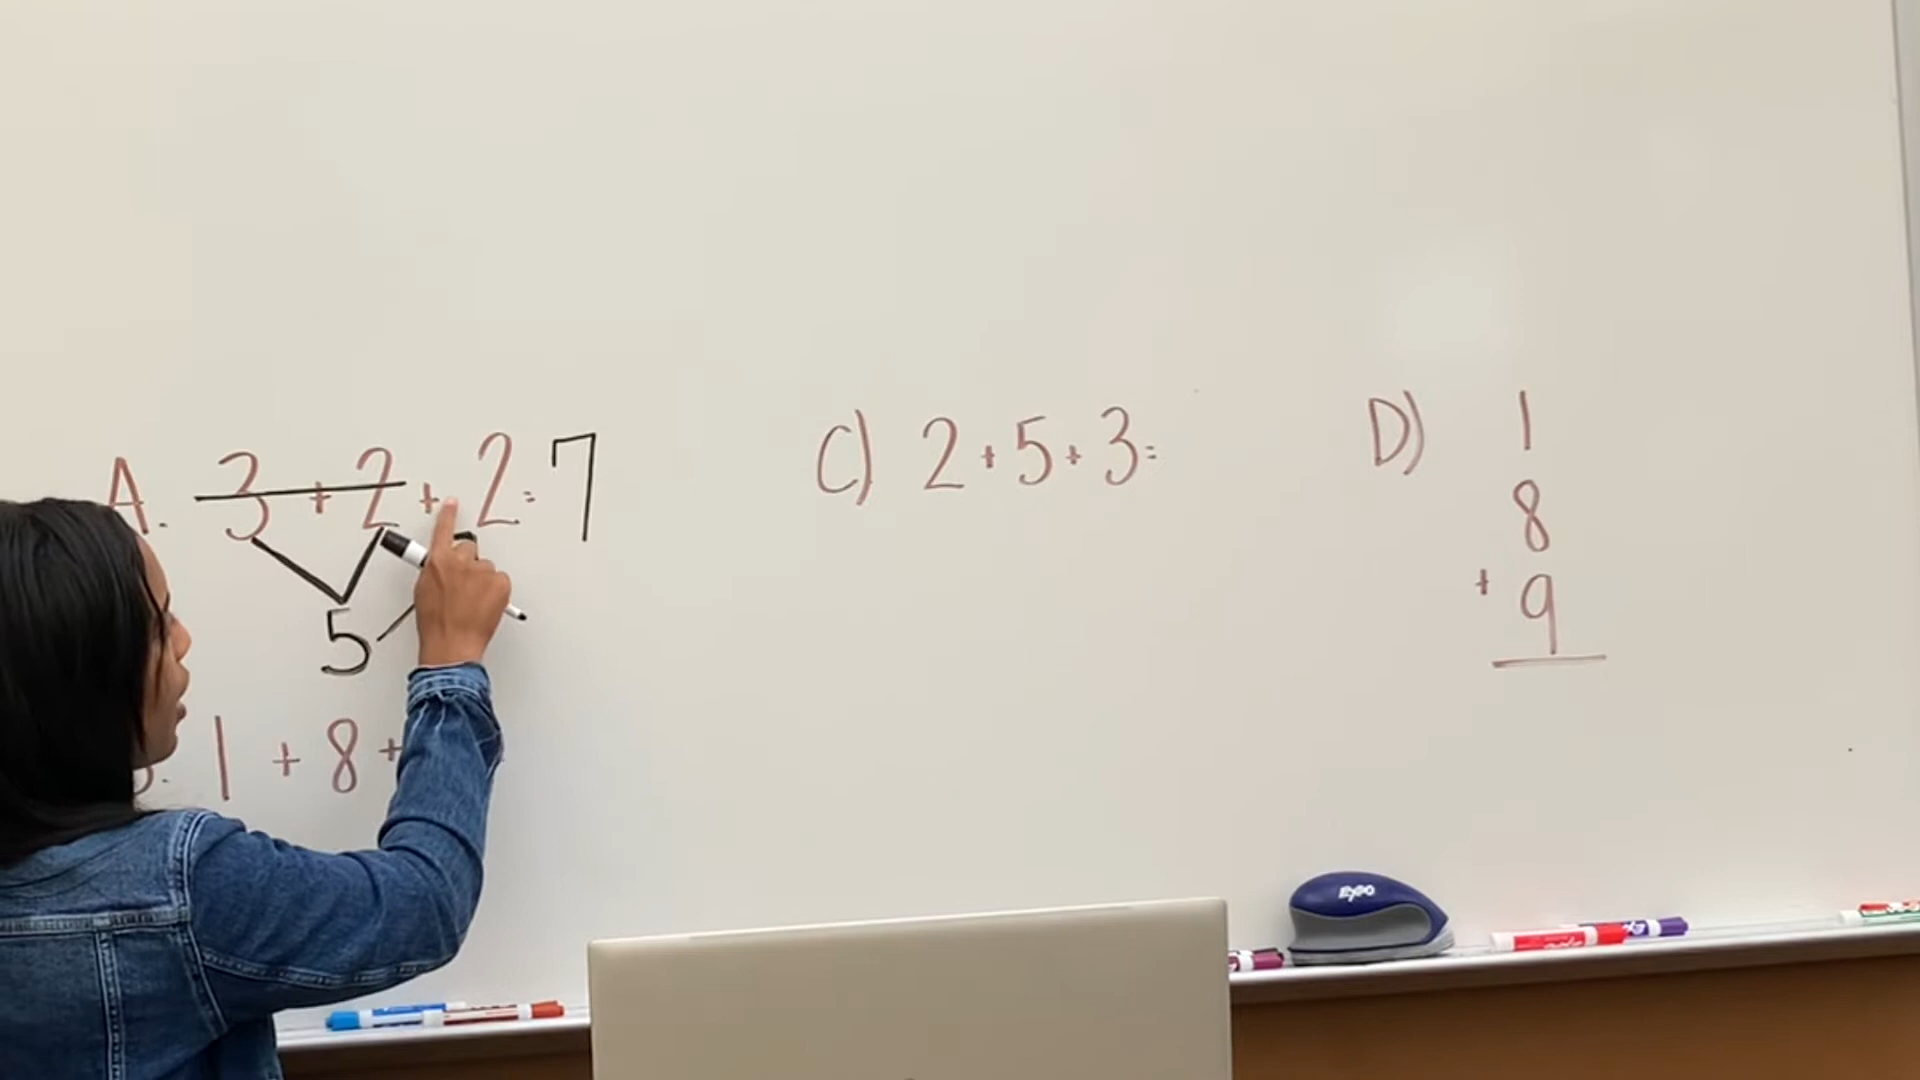 A. 3 + 2 + 2 = 7
5
1 + 8 +
C) 2 + 5 + 3 =
D) 1
8
+ 9
EXPO